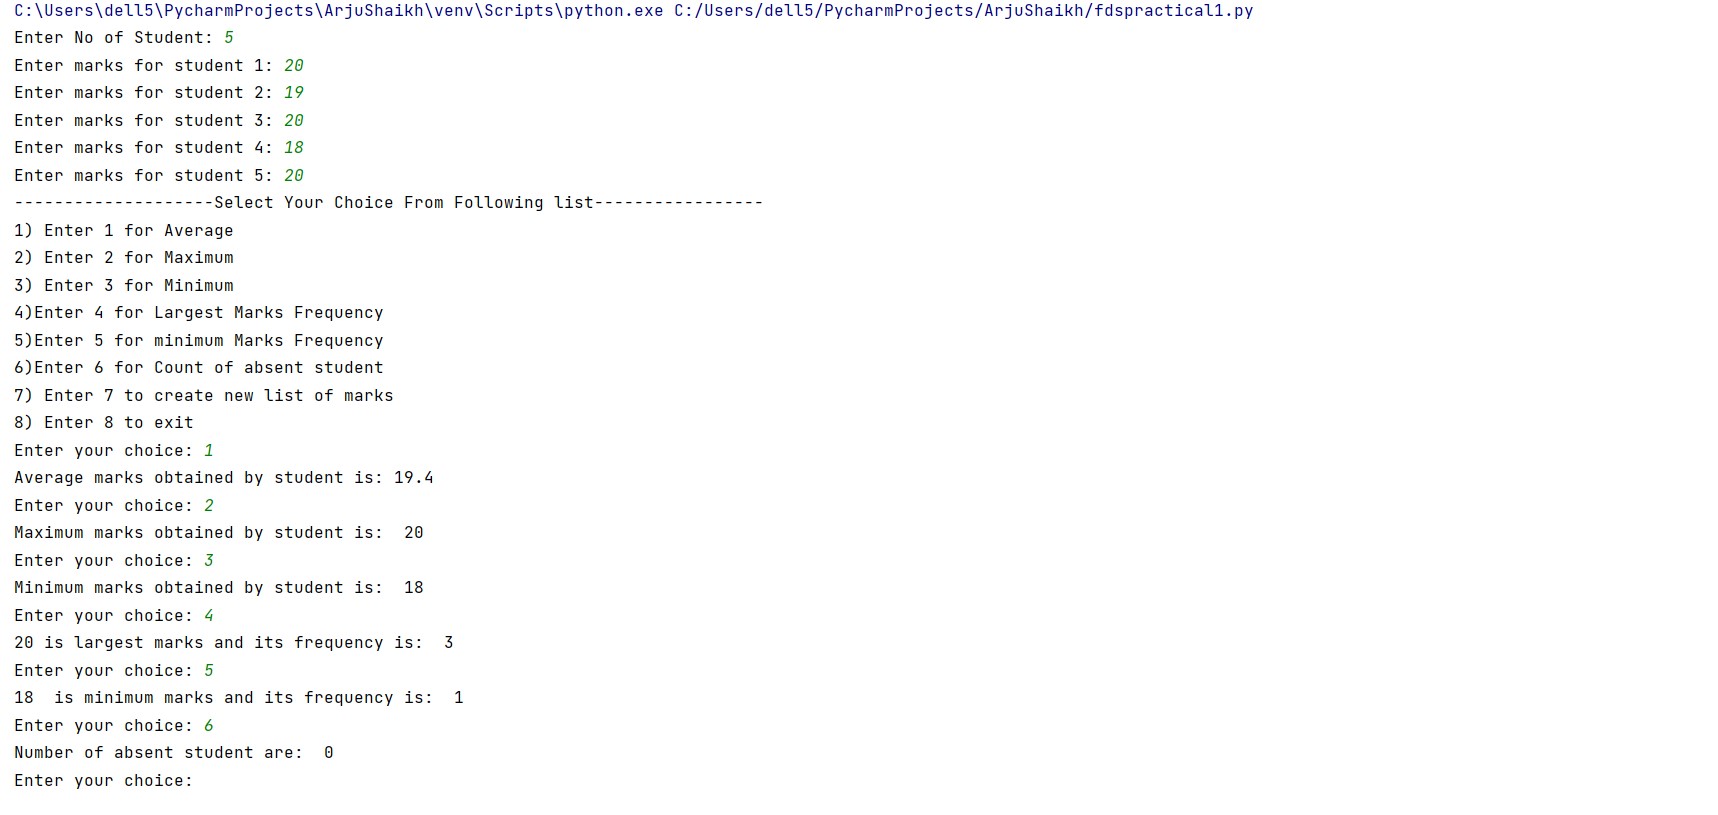 C:\Users\dell5\PycharmProjects\ArjuShaikh\venv\Scripts\python.exe C:/Users/dell5/PycharmProjects/ArjuShaikh/fdspractical1.py
Enter No of Student: 5
Enter marks for student 1: 20
Enter marks for student 2: 19
Enter marks for student 3: 20
Enter marks for student 4: 18
Enter marks for student 5: 20
--------------------Select Your Choice From Following list-----------------
1) Enter 1 for Average
2) Enter 2 for Maximum
3) Enter 3 for Minimum
4)Enter 4 for Largest Marks Frequency
5)Enter 5 for minimum Marks Frequency
6)Enter 6 for Count of absent student
7) Enter 7 to create new list of marks
8) Enter 8 to exit
Enter your choice: 1
Average marks obtained by student is: 19.4
Enter your choice: 2
Maximum marks obtained by student is:  20
Enter your choice: 3
Minimum marks obtained by student is:  18
Enter your choice: 4
20 is largest marks and its frequency is:  3
Enter your choice: 5
18  is minimum marks and its frequency is:  1
Enter your choice: 6
Number of absent student are:  0
Enter your choice: